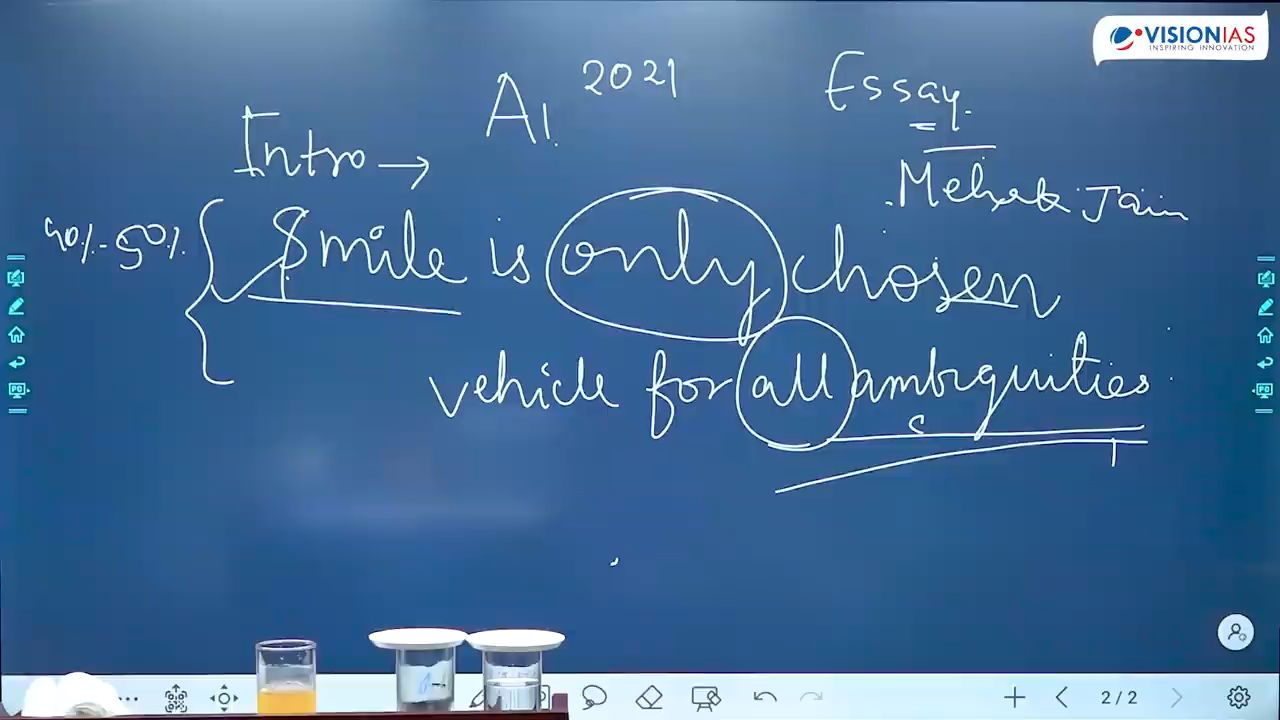 VISIONIAS
INSPIRING INNOVATION
A1. 2021 Essay.
Intro →
Mehak Jain
40%-50% Smile is only chosen
vehicle for all ambiguities
2/2